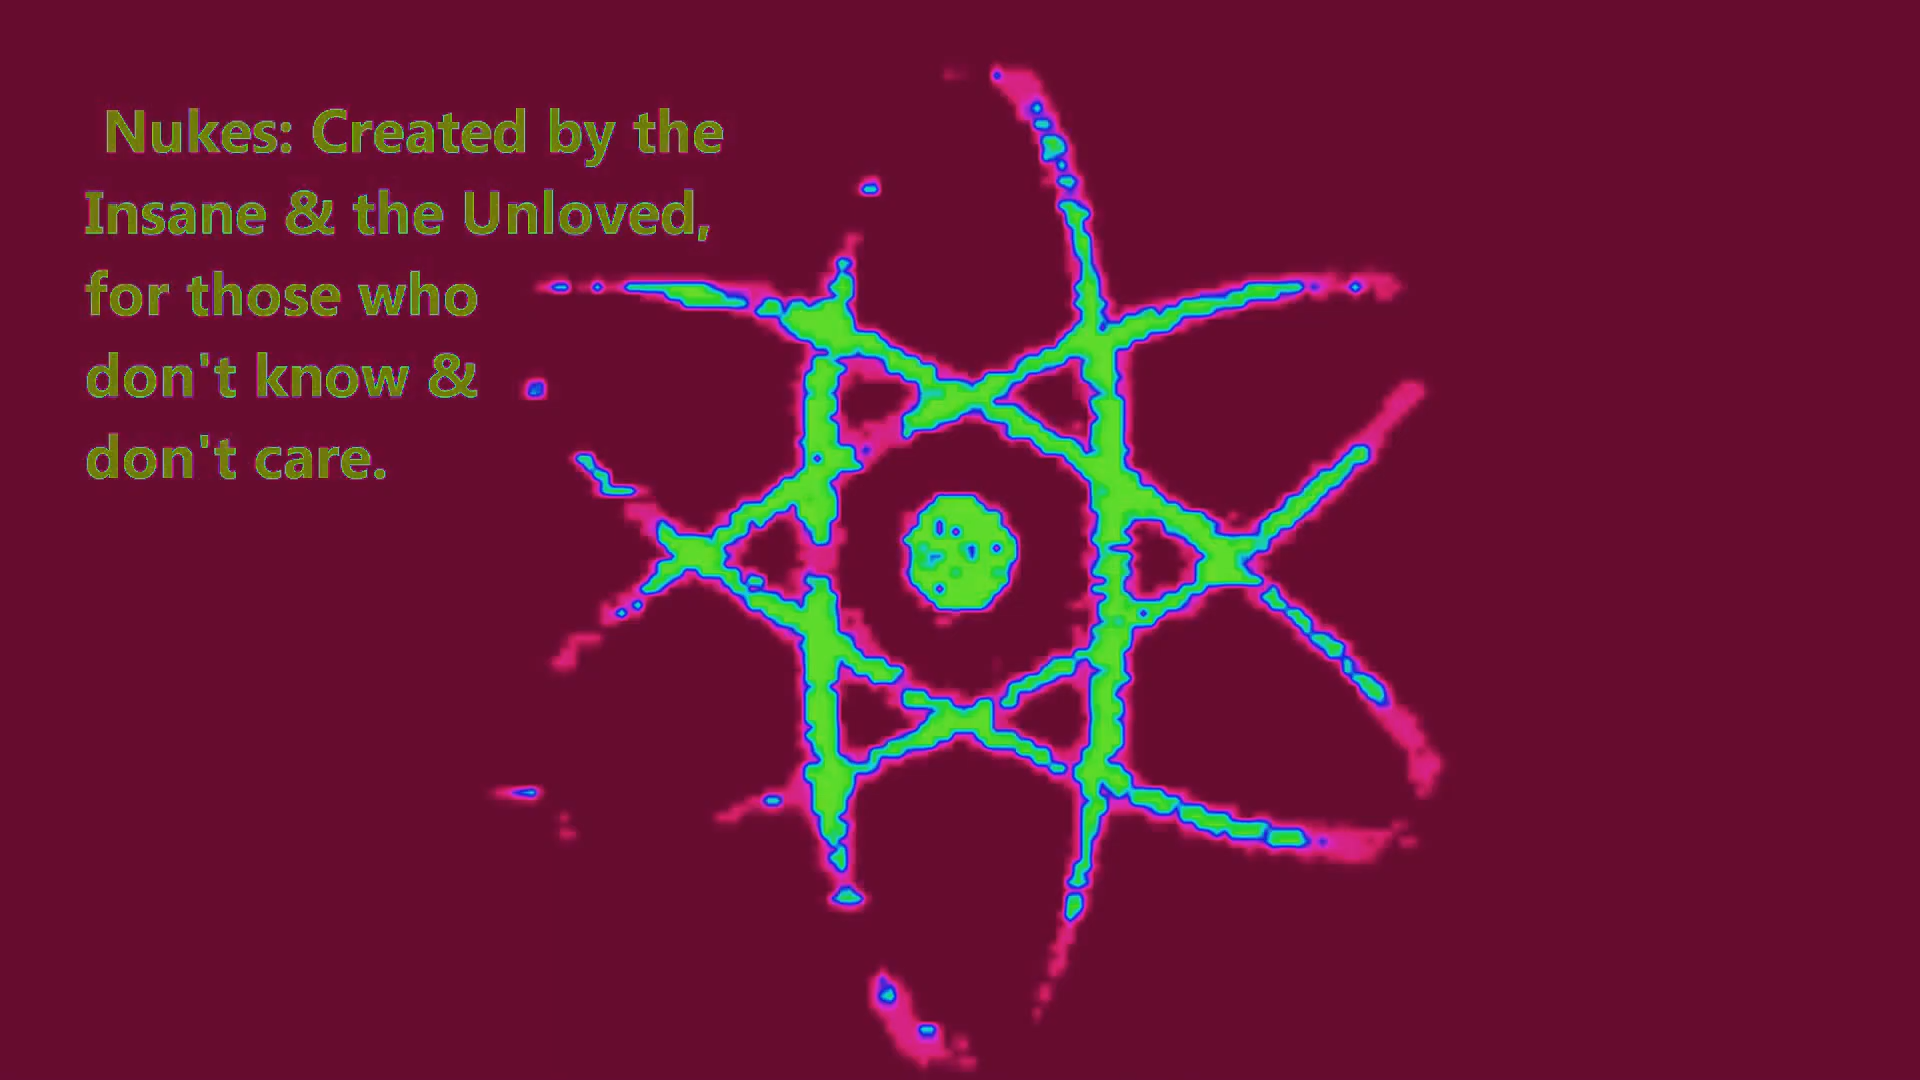 Nukes: Created by the
Insane & the Unloved,
for those who
don't know &
don't care.